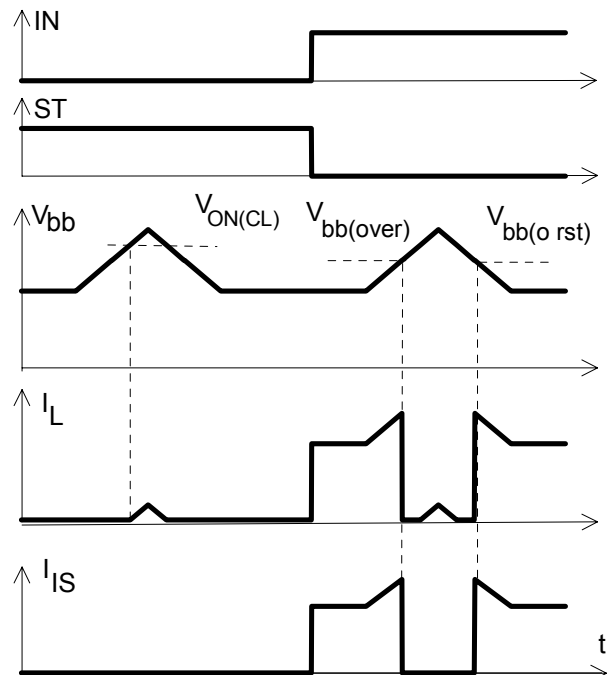 IN
ST
Vbb
VON(CL)
Vbb(over)
Vbb(o rst)
IL
IIS
t